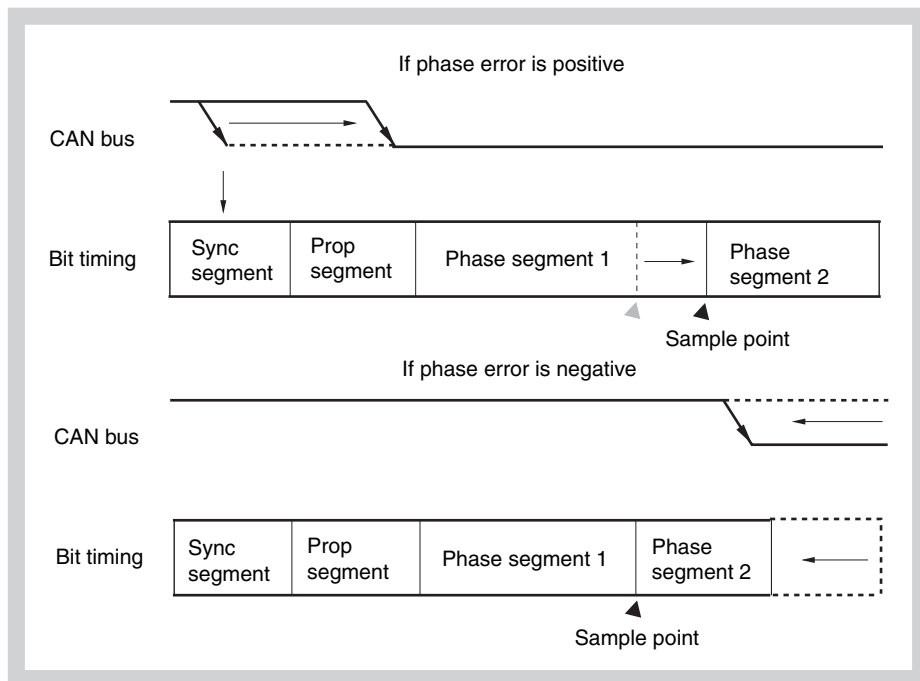 If phase error is positive
CAN bus
Bit timing
Sync
segment
Prop
segment
Phase segment 1
Phase
segment 2
Sample point
If phase error is negative
CAN bus
Bit timing
Sync
segment
Prop
segment
Phase segment 1
Phase
segment 2
Sample point